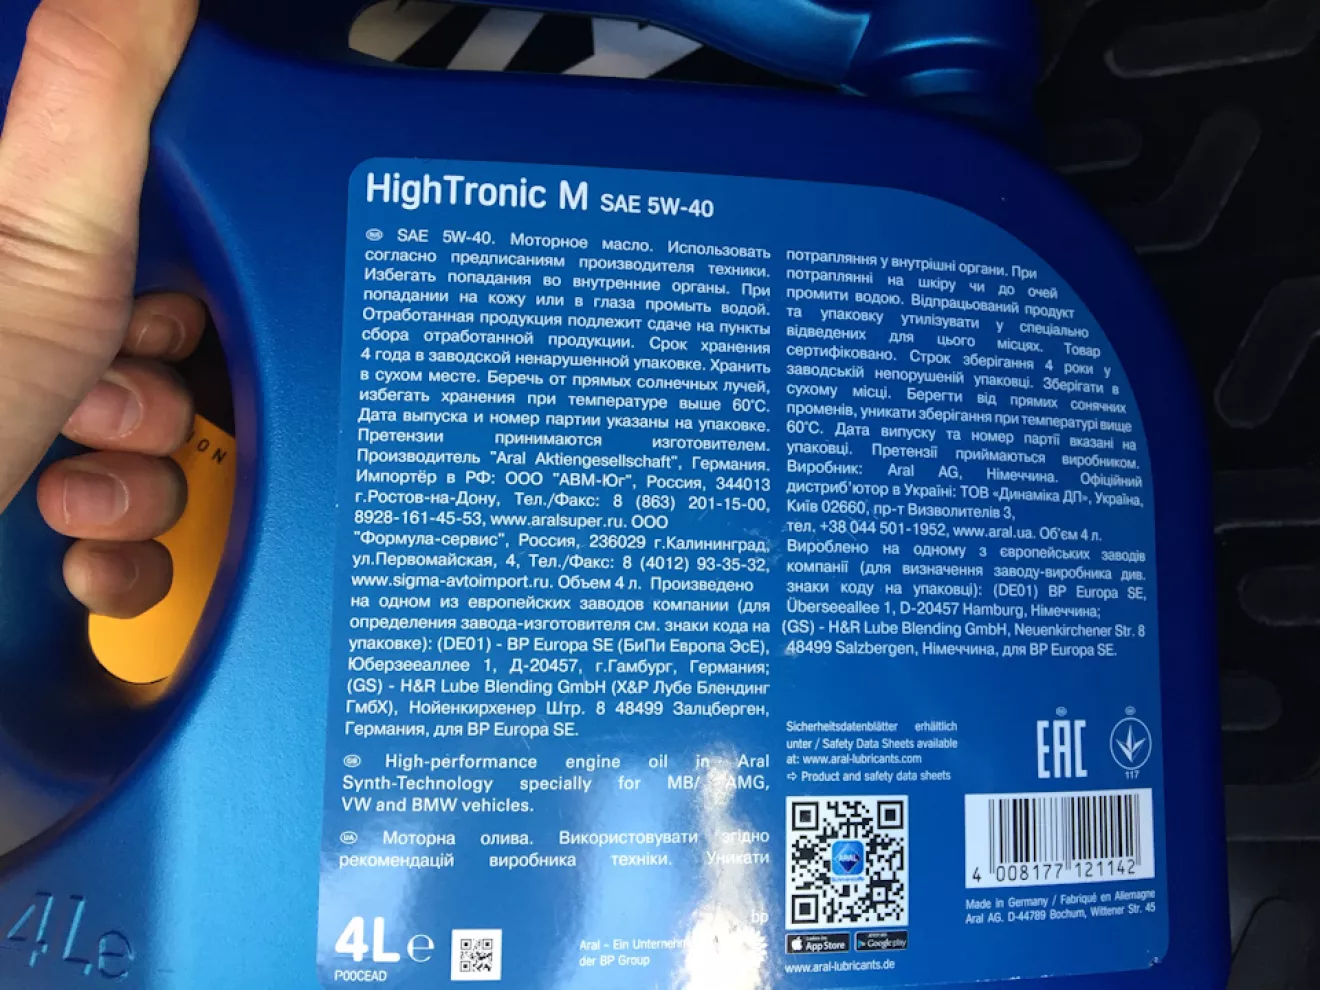 HighTronic M SAE 5W-40
SAE 5W-40. Моторное масло. Использовать
согласно предписаниям производителя техники.
Избегать попадания во внутренние органы. При
попадании на кожу или в глаза промыть водой.
Отработанная продукция подлежит сдаче на пункты
сбора отработанной продукции. Срок хранения
4 года в заводской ненарушенной упаковке. Хранить
в сухом месте. Беречь от прямых солнечных лучей,
избегать хранения при температуре выше 60°C.
Дата выпуска и номер партии указаны на упаковке.
Претензии принимаются изготовителем.
Производитель "Aral Aktiengesellschaft", Германия.
Импортёр в РФ: ООО "АВМ-Юг", Россия, 344013
г.Ростов-на-Дону, Тел./Факс: 8 (863) 201-15-00,
8928-161-45-53, www.aralsuper.ru. ООО
"Формула-сервис", Россия, 236029 г.Калининград,
ул.Первомайская, 4, Тел./Факс: 8 (4012) 93-35-32,
www.sigma-avtoimport.ru. Объем 4 л. Произведено
на одном из европейских заводов компании (для
определения завода-изготовителя см. знаки кода на
упаковке): (DE01) - BP Europa SE (БиПи Европа ЭсЕ),
Юберзееаллее 1, Д-20457, г.Гамбург, Германия;
(GS) - H&R Lube Blending GmbH (Х&Р Лубе Блендинг
ГмбХ), Нойенкирхенер Штр. 8 48499 Залцберген,
Германия, для BP Europa SE.
GB High-performance engine oil in Aral
Synth-Technology specially for MB/ AMG,
VW and BMW vehicles.
UA Моторна олива. Використовувати згідно
рекомендацій виробника техніки. Уникати
потрапляння у внутрішні органи. При
потраплянні на шкіру чи до очей
промити водою. Відпрацьований продукт
та упаковку утилізувати у спеціально
відведених для цього місцях. Товар
сертифіковано. Строк зберігання 4 роки у
заводській непорушеній упаковці. Зберігати в
сухому місці. Берегти від прямих сонячних
променів, уникати зберігання при температурі вище
60°C. Дата випуску та номер партії вказані на
упаковці. Претензії приймаються виробником.
Виробник: Aral AG, Німеччина. Офіційний
дистриб'ютор в Україні: ТОВ «Динаміка ДП», Україна,
Київ 02660, пр-т Визволителів 3,
тел. +38 044 501-1952, www.aral.ua. Об'єм 4 л.
Вироблено на одному з європейських заводів
компанії (для визначення заводу-виробника див.
знаки коду на упаковці): (DE01) BP Europa SE,
Überseeallee 1, D-20457 Hamburg, Німеччина;
(GS) - H&R Lube Blending GmbH, Neuenkirchener Str. 8
48499 Salzbergen, Німеччина, для BP Europa SE.
Sicherheitsdatenblätter erhältlich
unter / Safety Data Sheets available
at: www.aral-lubricants.com
⇨ Product and safety data sheets
EAC
117
ARAL
4 008177 121142
Made in Germany / Fabriqué en Allemagne
Aral AG. D-44789 Bochum, Wittener Str. 45
App Store
Google play
www.aral-lubricants.de
4L e
P00CEAD
Aral – Ein Unternehm
der BP Group
bp
4Le
ION